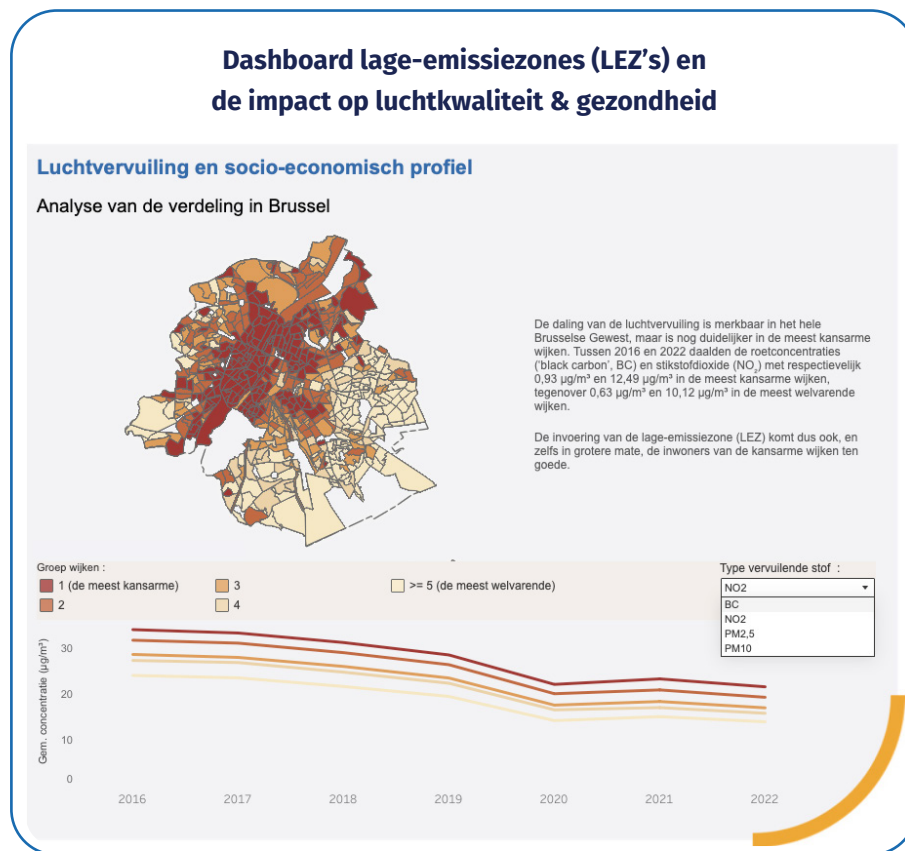 Dashboard lage-emissiezones (LEZ's) en
de impact op luchtkwaliteit & gezondheid
Luchtvervuiling en socio-economisch profiel
Analyse van de verdeling in Brussel
De daling van de luchtvervuiling is merkbaar in het hele
Brusselse Gewest, maar is nog duidelijker in de meest kansarme
wijken. Tussen 2016 en 2022 daalden de roetconcentraties
('black carbon', BC) en stikstofdioxide (NO₂) met respectievelijk
0,93 µg/m³ en 12,49 µg/m³ in de meest kansarme wijken,
tegenover 0,63 µg/m³ en 10,12 µg/m³ in de meest welvarende
wijken.
De invoering van de lage-emissiezone (LEZ) komt dus ook, en
zelfs in grotere mate, de inwoners van de kansarme wijken ten
goede.
Groep wijken :
1 (de meest kansarme)
2
3
4
>= 5 (de meest welvarende)
Type vervuilende stof :
NO2
BC
NO2
PM2,5
PM10
Gem. concentratie (µg/m³)
30
20
10
0
2016 2017 2018 2019 2020 2021 2022